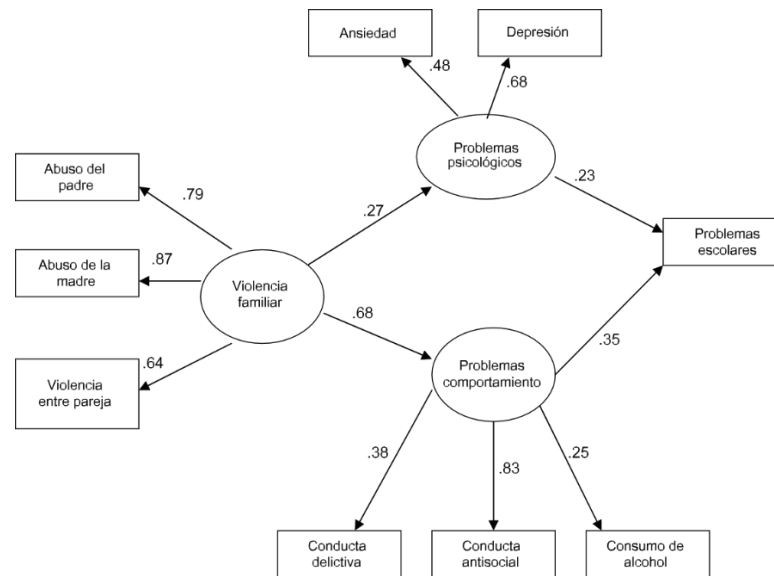 Ansiedad
Depresión
.48
.68
Problemas
psicológicos
Abuso del
padre
.79
.27
.23
Problemas
escolares
Abuso de la
madre
.87
Violencia
familiar
.68
.35
Violencia
entre pareja
.64
Problemas
comportamiento
.38
.83
.25
Conducta
delictiva
Conducta
antisocial
Consumo de
alcohol